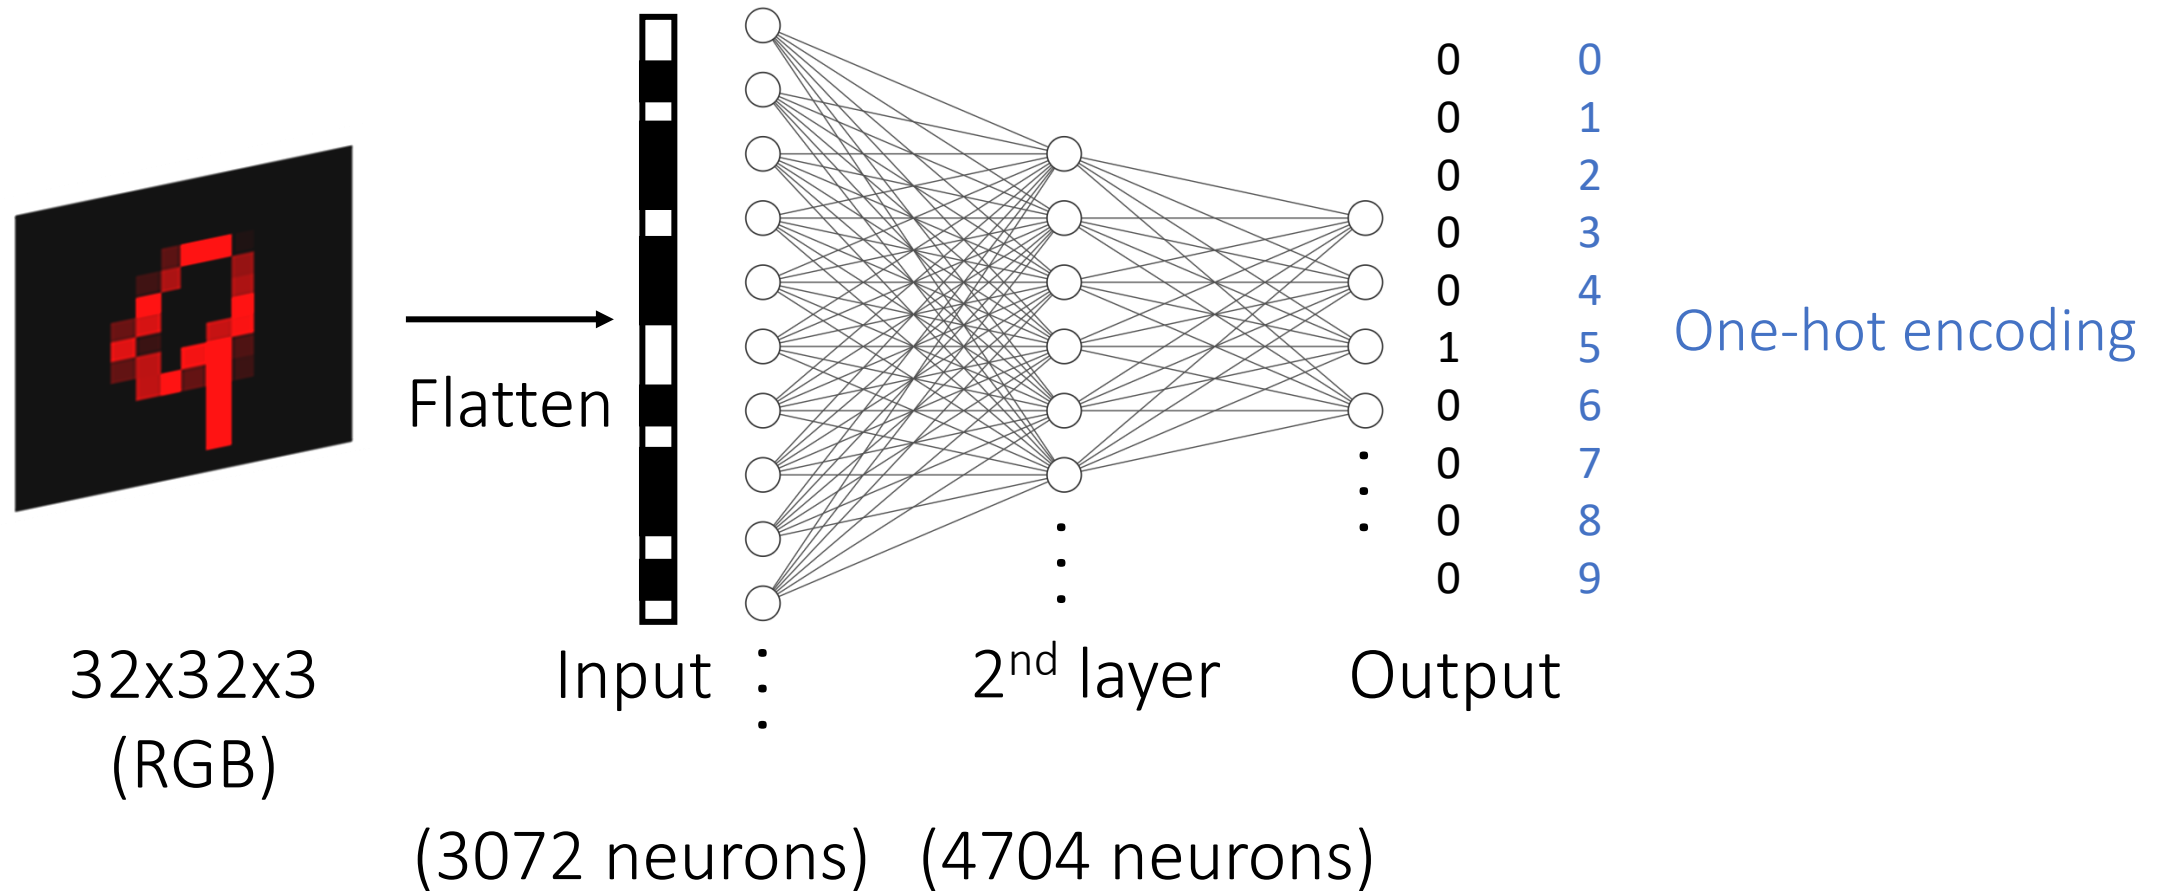 0 0
0 1
0 2
0 3
0 4
1 5
0 6
0 7
0 8
0 9
One-hot encoding
Flatten
32x32x3
(RGB)
Input
2nd layer
Output
(3072 neurons)
(4704 neurons)